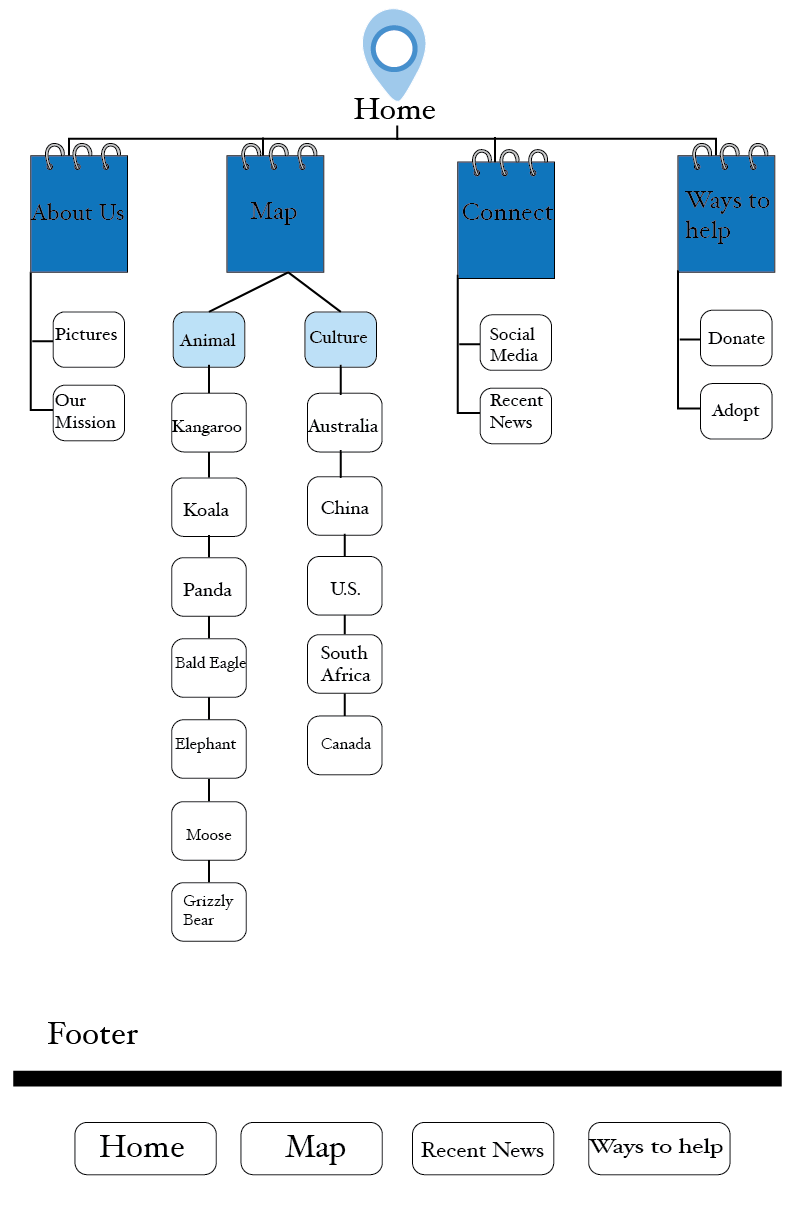 Home
About Us
Map
Connect
Ways to
help
Pictures
Our
Mission
Animal
Culture
Kangaroo
Australia
Koala
China
Panda
U.S.
Bald Eagle
South
Africa
Elephant
Canada
Moose
Grizzly
Bear
Social
Media
Recent
News
Donate
Adopt
Footer
Home
Map
Recent News
Ways to help